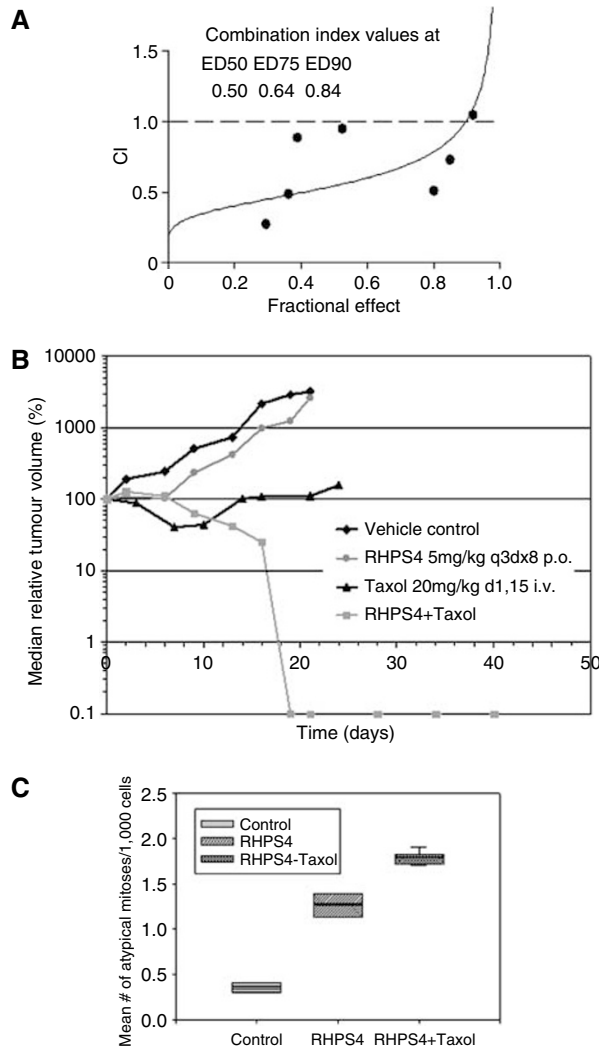 A
Combination index values at
ED50 ED75 ED90
0.50 0.64 0.84
CI
1.5
1.0
0.5
0
0 0.2 0.4 0.6 0.8 1.0
Fractional effect
B
Median relative tumour volume (%)
10000
1000
100
10
1
0.1
0 10 20 30 40 50
Time (days)
Vehicle control
RHPS4 5mg/kg q3dx8 p.o.
Taxol 20mg/kg d1,15 i.v.
RHPS4+Taxol
C
Mean # of atypical mitoses/1,000 cells
2.5
2.0
1.5
1.0
0.5
0.0
Control
RHPS4
RHPS4-Taxol
Control RHPS4 RHPS4+Taxol